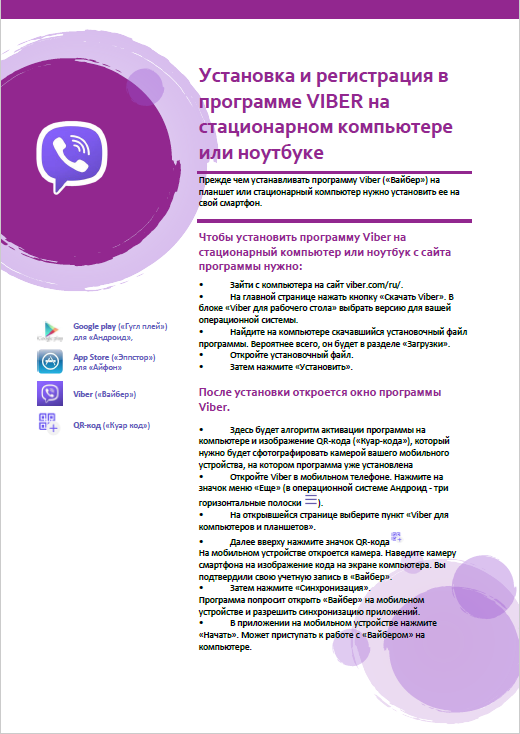 Установка и регистрация в
программе VIBER на
стационарном компьютере
или ноутбуке
Прежде чем устанавливать программу Viber («Вайбер») на
планшет или стационарный компьютер нужно установить ее на
свой смартфон.
Чтобы установить программу Viber на
стационарный компьютер или ноутбук с сайта
программы нужно:
• Зайти с компьютера на сайт viber.com/ru/.
• На главной странице нажать кнопку «Скачать Viber». В
блоке «Viber для рабочего стола» выбрать версию для вашей
операционной системы.
• Найдите на компьютере скачавшийся установочный файл
программы. Вероятнее всего, он будет в разделе «Загрузки».
• Откройте установочный файл.
• Затем нажмите «Установить».
Google play
Google play («Гугл плей»)
для «Андроид»,
App Store («Эппстор»)
для «Айфон»
Viber («Вайбер»)
QR-код («Куар код»)
После установки откроется окно программы
Viber.
• Здесь будет алгоритм активации программы на
компьютере и изображение QR-кода («Куар-кода»), который
нужно будет сфотографировать камерой вашего мобильного
устройства, на котором программа уже установлена
• Откройте Viber в мобильном телефоне. Нажмите на
значок меню «Еще» (в операционной системе Андроид - три
горизонтальные полоски ).
• На открывшейся странице выберите пункт «Viber для
компьютеров и планшетов».
• Далее вверху нажмите значок QR-кода
На мобильном устройстве откроется камера. Наведите камеру
смартфона на изображение кода на экране компьютера. Вы
подтвердили свою учетную запись в «Вайбер».
• Затем нажмите «Синхронизация».
Программа попросит открыть «Вайбер» на мобильном
устройстве и разрешить синхронизацию приложений.
• В приложении на мобильном устройстве нажмите
«Начать». Может приступать к работе с «Вайбером» на
компьютере.